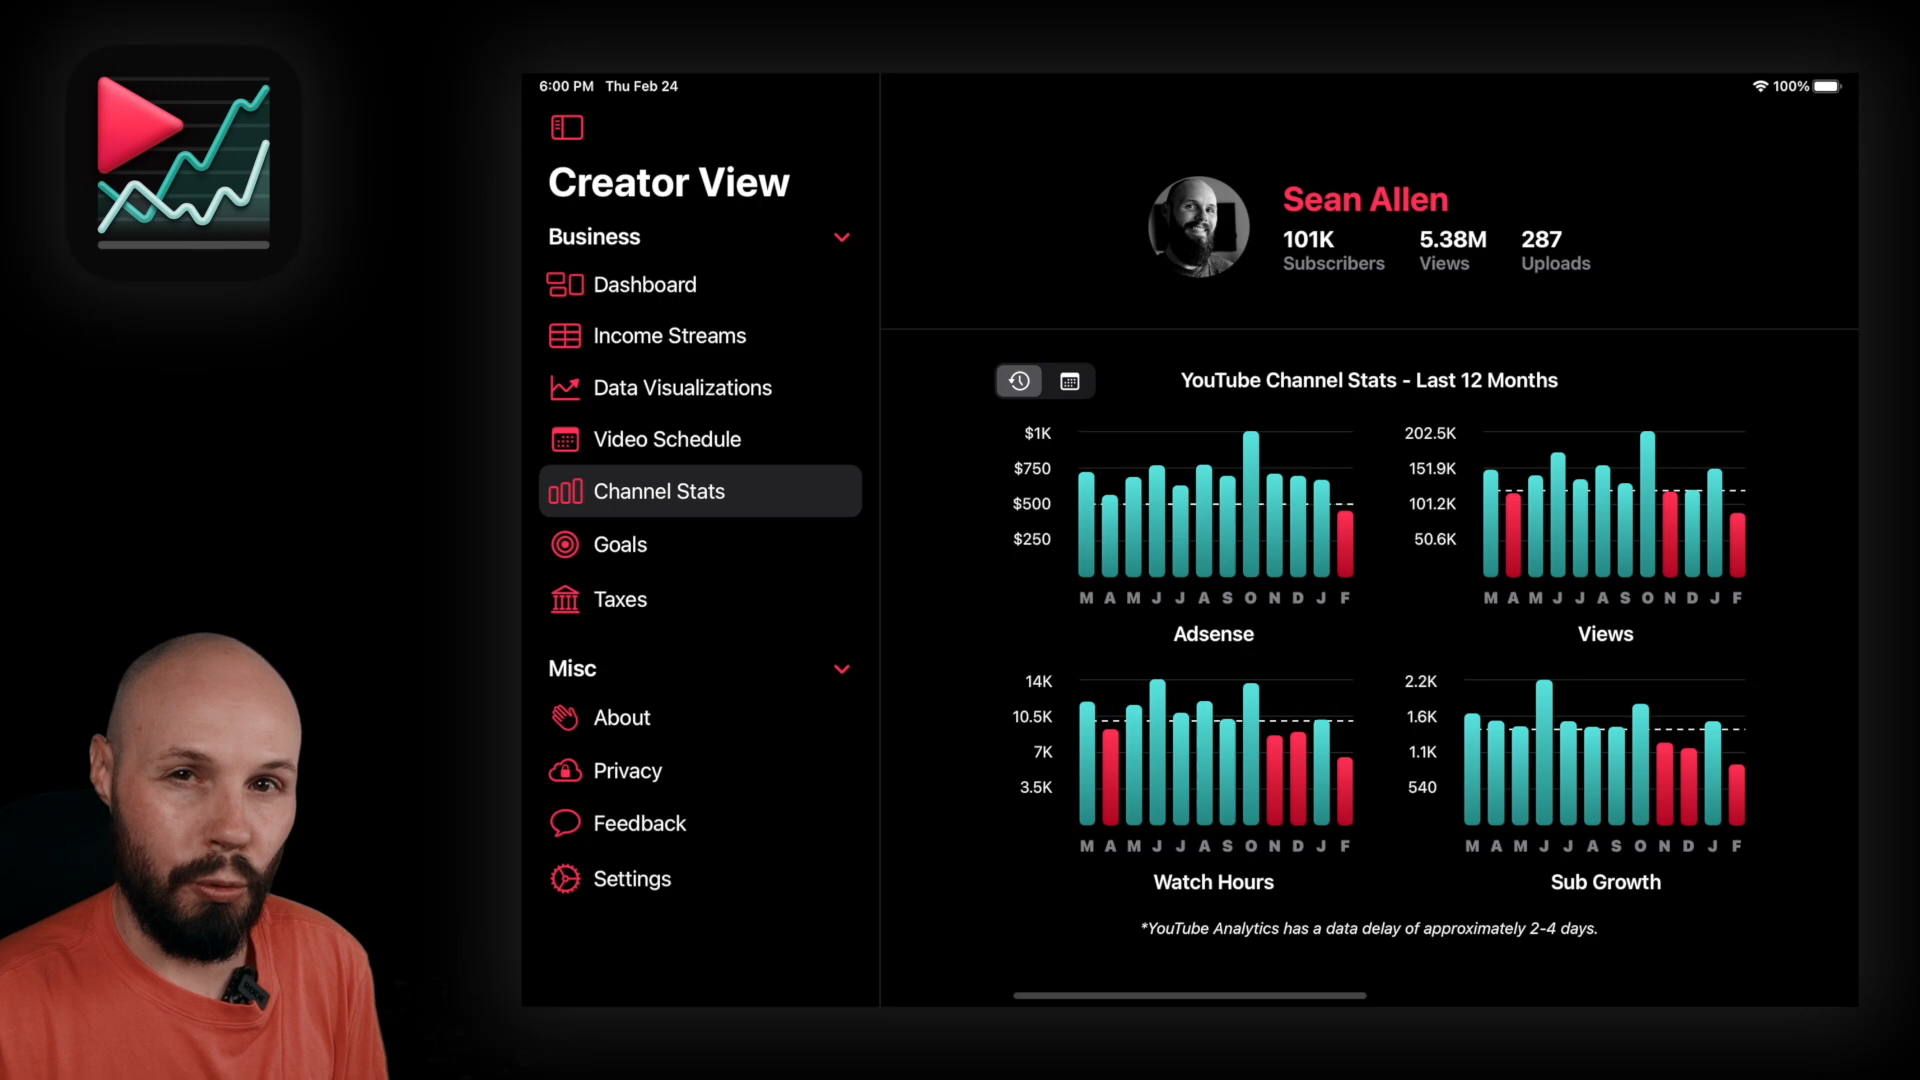 6:00 PM Thu Feb 24
100%
Creator View
Business
Dashboard
Income Streams
Data Visualizations
Video Schedule
Channel Stats
Goals
Taxes
Misc
About
Privacy
Feedback
Settings
Sean Allen
101K 5.38M 287
Subscribers Views Uploads
YouTube Channel Stats - Last 12 Months
$1K
$750
$500
$250
M A M J J A S O N D J F
Adsense
202.5K
151.9K
101.2K
50.6K
M A M J J A S O N D J F
Views
14K
10.5K
7K
3.5K
M A M J J A S O N D J F
Watch Hours
2.2K
1.6K
1.1K
540
M A M J J A S O N D J F
Sub Growth
*YouTube Analytics has a data delay of approximately 2-4 days.